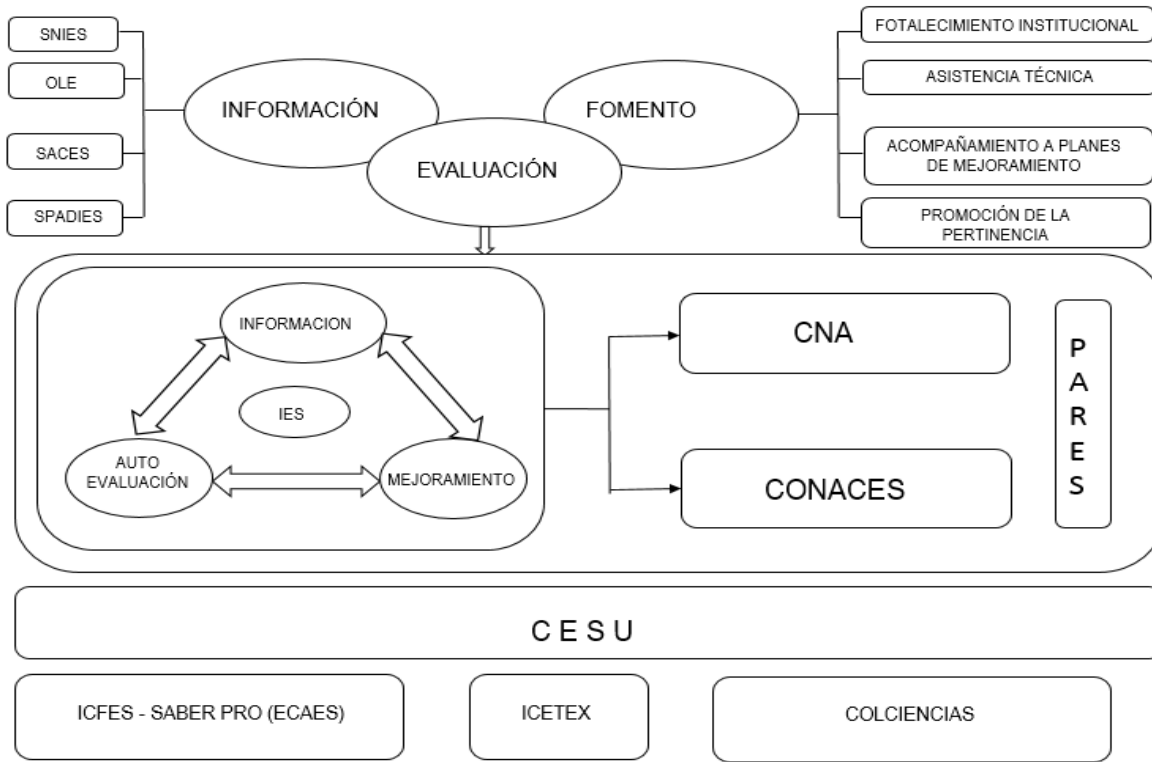 SNIES
OLE
SACES
SPADIES
INFORMACIÓN
FOMENTO
EVALUACIÓN
FOTALECIMIENTO INSTITUCIONAL
ASISTENCIA TÉCNICA
ACOMPAÑAMIENTO A PLANES
DE MEJORAMIENTO
PROMOCIÓN DE LA
PERTINENCIA
INFORMACION
IES
AUTO
EVALUACIÓN
MEJORAMIENTO
CNA
CONACES
PARES
C E S U
ICFES - SABER PRO (ECAES)
ICETEX
COLCIENCIAS